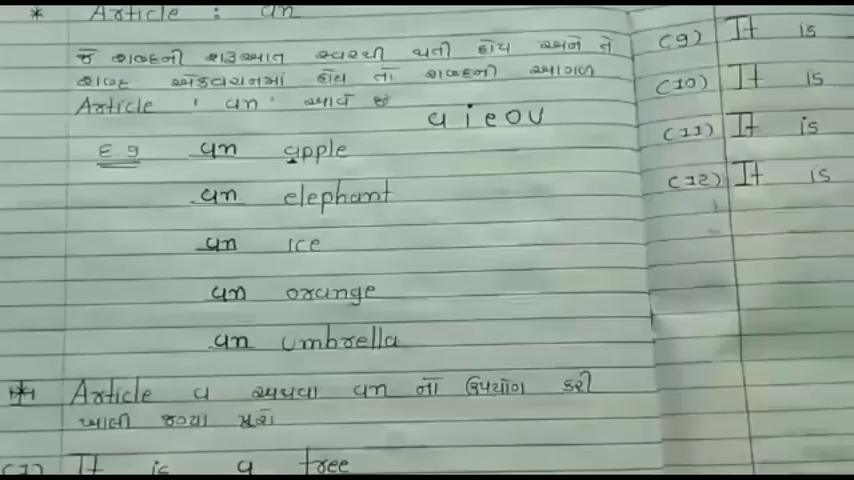 * Article : an
જે શબ્દની શરૂઆત સ્વરથી થતી હોય અને તે
શબ્દ એકવચનમાં હોય તો શબ્દની આગળ
Article 'an' આવે છે
a i e o u
E.g an apple
an elephant
an ice
an orange
an umbrella
* Article a અથવા an નો ઉપયોગ કરી
ખાલી જગ્યા પૂરો
(1) It is a tree
(9) It is
(10) It is
(11) It is
(12) It is